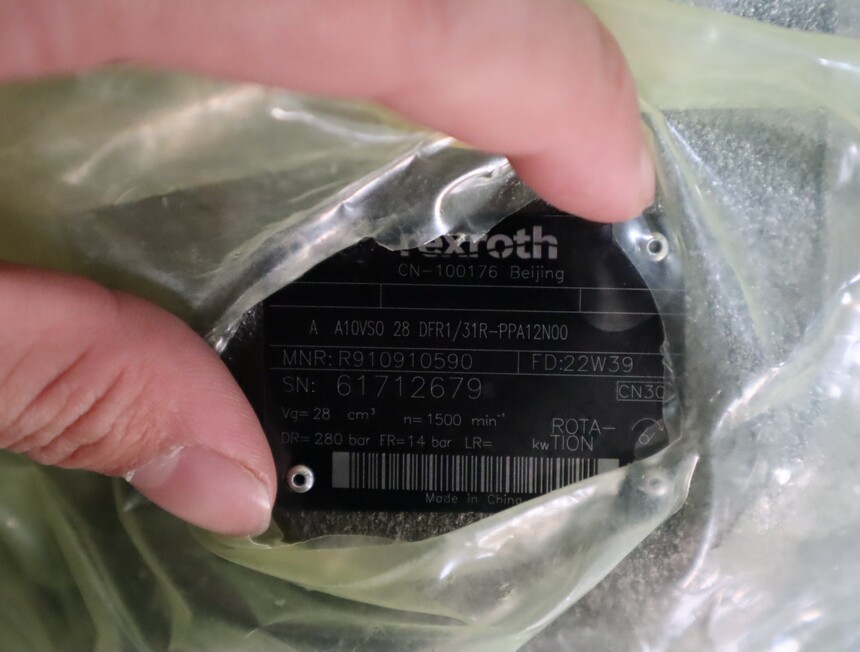 rexroth
CN-100176 Beijing
A A10VSO 28 DFR1/31R-PPA12N00
MNR: R910910590 FD:22W39
SN: 61712679
CN30
Vg= 28 cm³ n= 1500 min⁻¹
ROTA-
TION
DR= 280 bar FR= 14 bar LR= kw
Made in China